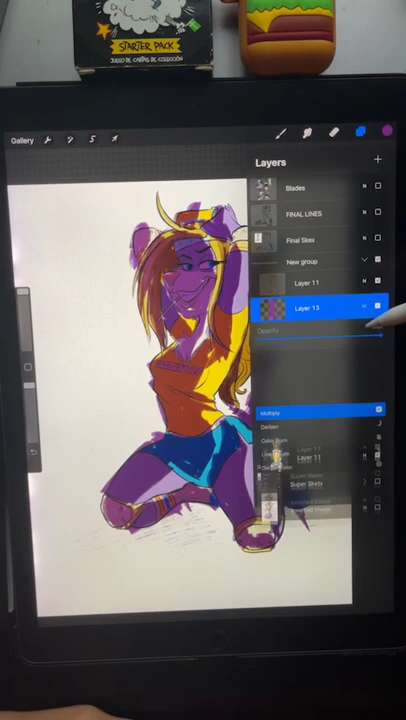 STARTER PACK
JUEGO DE CARTAS DE COLECCIÓN
Gallery
Layers
Blades
N
FINAL LINES
N
Final Skex
N
New group
Layer 11
N
Layer 13
M
Opacity
Multiply
Darken
Color Burn
Layer 11
N
Super Skets